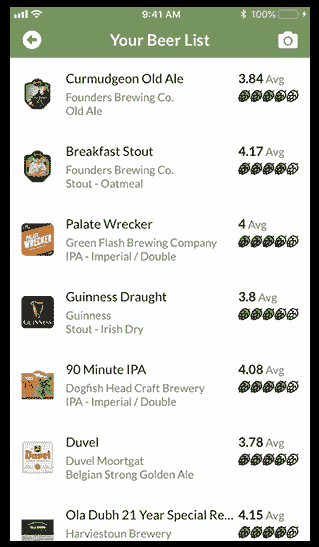 9:41 AM
100%
Your Beer List
Curmudgeon Old Ale
3.84 Avg
Founders Brewing Co.
Old Ale
Breakfast Stout
4.17 Avg
Founders Brewing Co.
Stout - Oatmeal
PALATE
WRECKER
Palate Wrecker
4 Avg
Green Flash Brewing Company
IPA - Imperial / Double
GUINNESS
Guinness Draught
3.8 Avg
Guinness
Stout - Irish Dry
90 Minute IPA
4.08 Avg
Dogfish Head Craft Brewery
IPA - Imperial / Double
Duvel
Duvel
3.78 Avg
Duvel Moortgat
Belgian Strong Golden Ale
Ola Dubh 21 Year Special Re...
4.15 Avg
Harviestoun Brewery